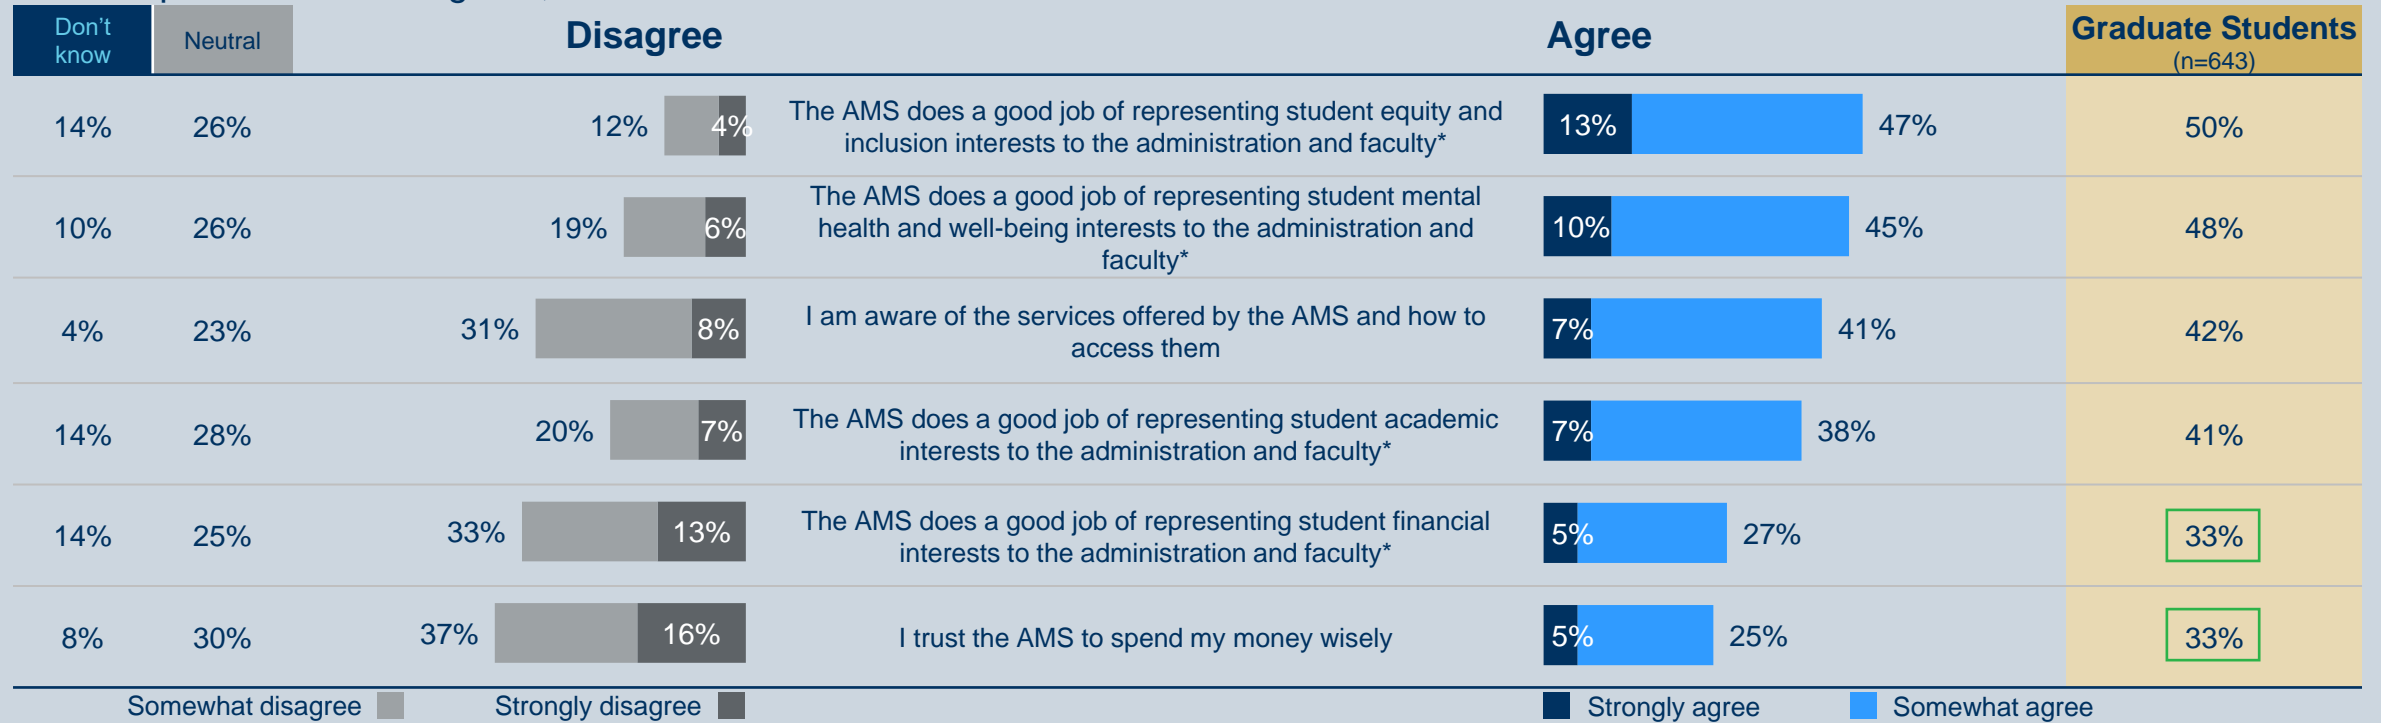 Don't
know
Neutral
Disagree
Agree
Graduate Students
(n=643)
14%
26%
12%
4%
The AMS does a good job of representing student equity and
inclusion interests to the administration and faculty*
13%
47%
50%
10%
26%
19%
6%
The AMS does a good job of representing student mental
health and well-being interests to the administration and
faculty*
10%
45%
48%
4%
23%
31%
8%
I am aware of the services offered by the AMS and how to
access them
7%
41%
42%
14%
28%
20%
7%
The AMS does a good job of representing student academic
interests to the administration and faculty*
7%
38%
41%
14%
25%
33%
13%
The AMS does a good job of representing student financial
interests to the administration and faculty*
5%
27%
33%
8%
30%
37%
16%
I trust the AMS to spend my money wisely
5%
25%
33%
Somewhat disagree
Strongly disagree
Strongly agree
Somewhat agree